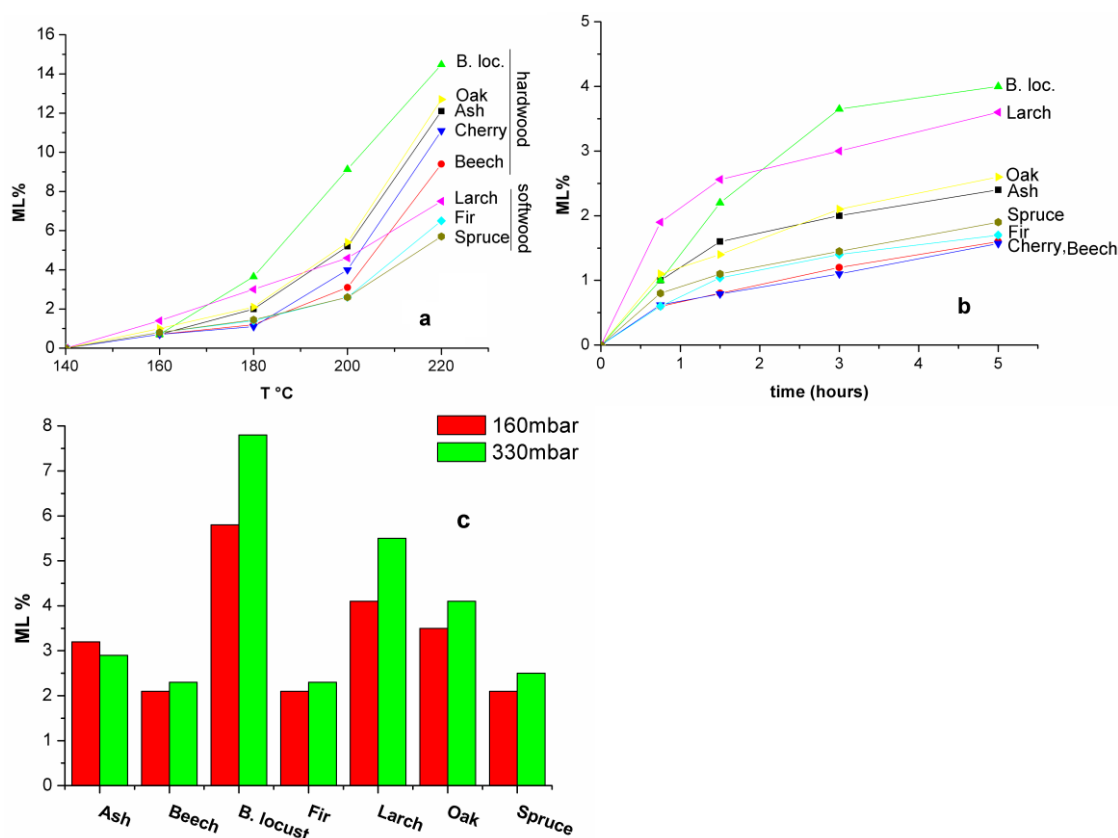 16
14
12
10
8
6
4
2
0
ML%
140
160
180
200
220
T °C
B. loc.
Oak
Ash
Cherry
Beech
Larch
Fir
Spruce
hardwood
softwood
a
5
4
3
2
1
0
ML%
0
1
2
3
4
5
time (hours)
B. loc.
Larch
Oak
Ash
Spruce
Fir
Cherry,Beech
b
8
7
6
5
4
3
2
1
0
ML %
160mbar
330mbar
c
Ash
Beech
B. locust
Fir
Larch
Oak
Spruce